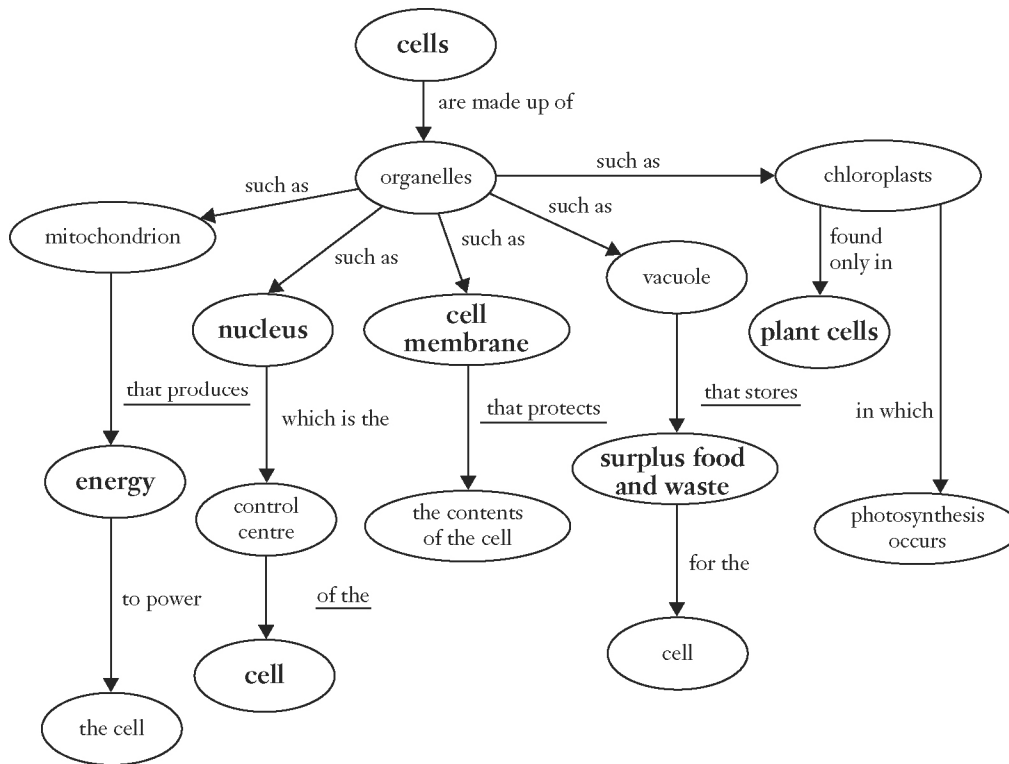 cells
are made up of
organelles
such as
chloroplasts
such as
mitochondrion
such as
such as
such as
found
only in
vacuole
nucleus
cell
membrane
plant cells
that produces
which is the
that protects
that stores
in which
energy
surplus food
and waste
control
centre
the contents
of the cell
photosynthesis
occurs
for the
to power
of the
cell
cell
the cell